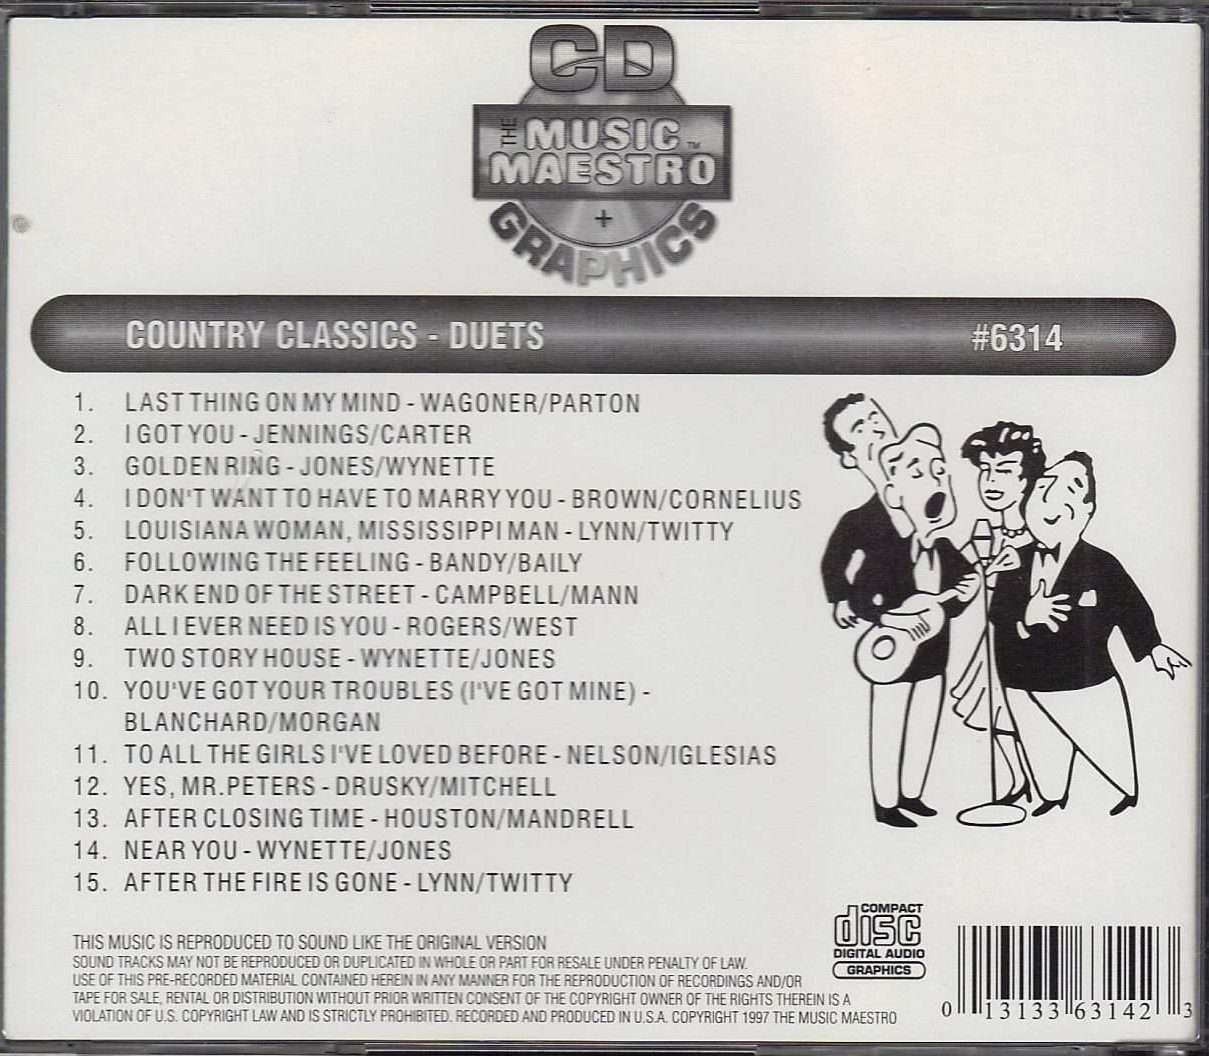 CD
THE MUSIC™
MAESTRO
+
GRAPHICS
COUNTRY CLASSICS - DUETS #6314
1. LAST THING ON MY MIND - WAGONER/PARTON
2. I GOT YOU - JENNINGS/CARTER
3. GOLDEN RING - JONES/WYNETTE
4. I DON'T WANT TO HAVE TO MARRY YOU - BROWN/CORNELIUS
5. LOUISIANA WOMAN, MISSISSIPPI MAN - LYNN/TWITTY
6. FOLLOWING THE FEELING - BANDY/BAILY
7. DARK END OF THE STREET - CAMPBELL/MANN
8. ALL I EVER NEED IS YOU - ROGERS/WEST
9. TWO STORY HOUSE - WYNETTE/JONES
10. YOU'VE GOT YOUR TROUBLES (I'VE GOT MINE) -
BLANCHARD/MORGAN
11. TO ALL THE GIRLS I'VE LOVED BEFORE - NELSON/IGLESIAS
12. YES, MR. PETERS - DRUSKY/MITCHELL
13. AFTER CLOSING TIME - HOUSTON/MANDRELL
14. NEAR YOU - WYNETTE/JONES
15. AFTER THE FIRE IS GONE - LYNN/TWITTY
THIS MUSIC IS REPRODUCED TO SOUND LIKE THE ORIGINAL VERSION
SOUND TRACKS MAY NOT BE REPRODUCED OR DUPLICATED IN WHOLE OR PART FOR RESALE UNDER PENALTY OF LAW.
USE OF THIS PRE-RECORDED MATERIAL CONTAINED HEREIN IN ANY MANNER FOR THE REPRODUCTION OF RECORDINGS AND/OR
TAPE FOR SALE, RENTAL OR DISTRIBUTION WITHOUT PRIOR WRITTEN CONSENT OF THE COPYRIGHT OWNER OF THE RIGHTS THEREIN IS A
VIOLATION OF U.S. COPYRIGHT LAW AND IS STRICTLY PROHIBITED. RECORDED AND PRODUCED IN U.S.A. COPYRIGHT 1997 THE MUSIC MAESTRO
COMPACT
disc
DIGITAL AUDIO
GRAPHICS
0 13133 63142 3